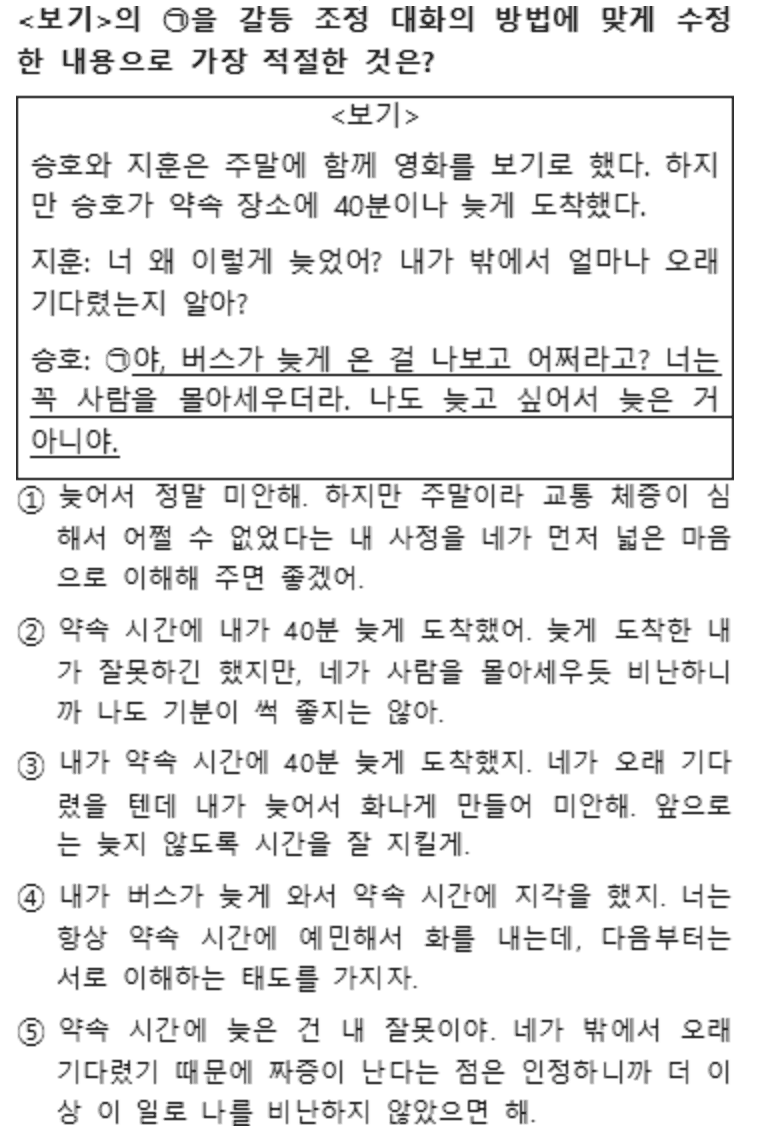 <보기>의 ㉠을 갈등 조정 대화의 방법에 맞게 수정
한 내용으로 가장 적절한 것은?
<보기>
승호와 지훈은 주말에 함께 영화를 보기로 했다. 하지
만 승호가 약속 장소에 40분이나 늦게 도착했다.
지훈: 너 왜 이렇게 늦었어? 내가 밖에서 얼마나 오래
기다렸는지 알아?
승호: ㉠야, 버스가 늦게 온 걸 나보고 어쩌라고? 너는
꼭 사람을 몰아세우더라. 나도 늦고 싶어서 늦은 거
아니야.
① 늦어서 정말 미안해. 하지만 주말이라 교통 체증이 심
해서 어쩔 수 없었다는 내 사정을 네가 먼저 넓은 마음
으로 이해해 주면 좋겠어.
② 약속 시간에 내가 40분 늦게 도착했어. 늦게 도착한 내
가 잘못하긴 했지만, 네가 사람을 몰아세우듯 비난하니
까 나도 기분이 썩 좋지는 않아.
③ 내가 약속 시간에 40분 늦게 도착했지. 네가 오래 기다
렸을 텐데 내가 늦어서 화나게 만들어 미안해. 앞으로
는 늦지 않도록 시간을 잘 지킬게.
④ 내가 버스가 늦게 와서 약속 시간에 지각을 했지. 너는
항상 약속 시간에 예민해서 화를 내는데, 다음부터는
서로 이해하는 태도를 가지자.
⑤ 약속 시간에 늦은 건 내 잘못이야. 네가 밖에서 오래
기다렸기 때문에 짜증이 난다는 점은 인정하니까 더 이
상 이 일로 나를 비난하지 않았으면 해.